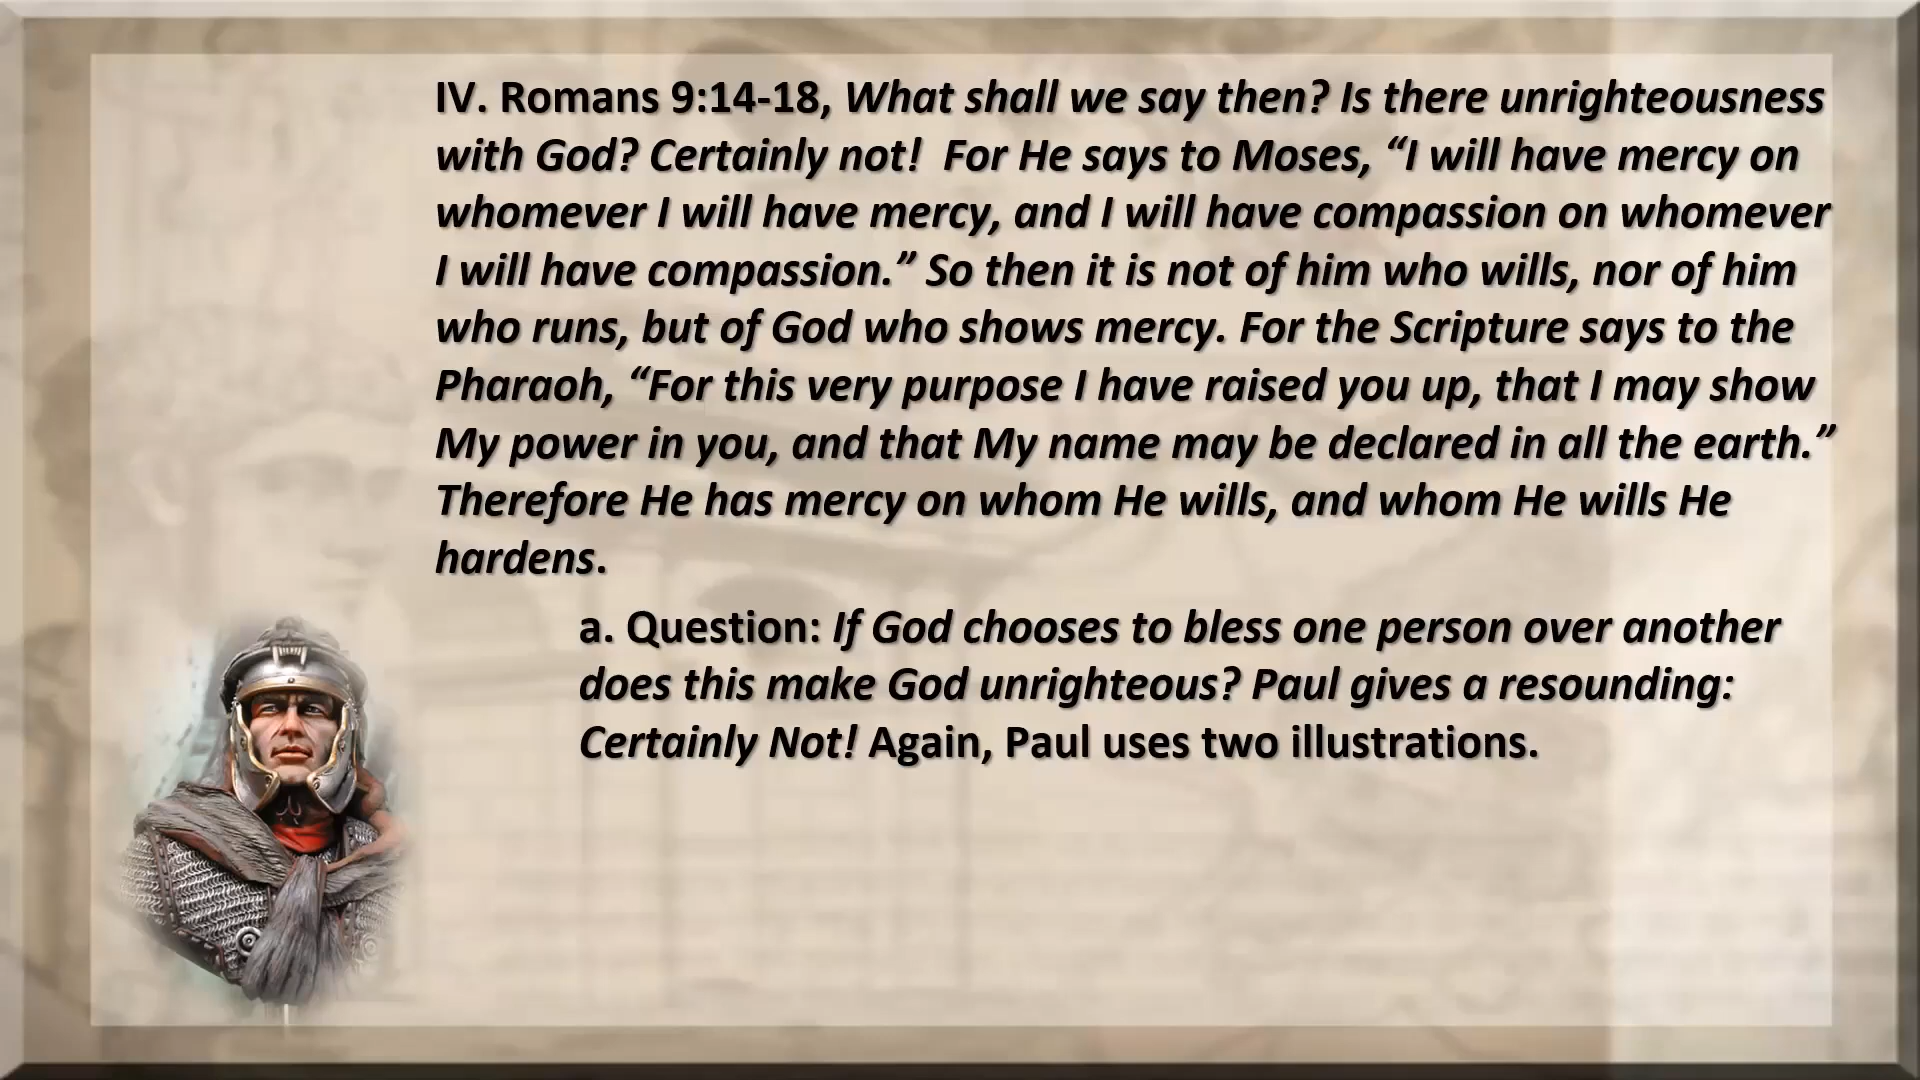 IV. Romans 9:14-18, What shall we say then? Is there unrighteousness
with God? Certainly not!  For He says to Moses, “I will have mercy on
whomever I will have mercy, and I will have compassion on whomever
I will have compassion.” So then it is not of him who wills, nor of him
who runs, but of God who shows mercy. For the Scripture says to the
Pharaoh, “For this very purpose I have raised you up, that I may show
My power in you, and that My name may be declared in all the earth.”
Therefore He has mercy on whom He wills, and whom He wills He
hardens.
a. Question: If God chooses to bless one person over another
does this make God unrighteous? Paul gives a resounding:
Certainly Not! Again, Paul uses two illustrations.